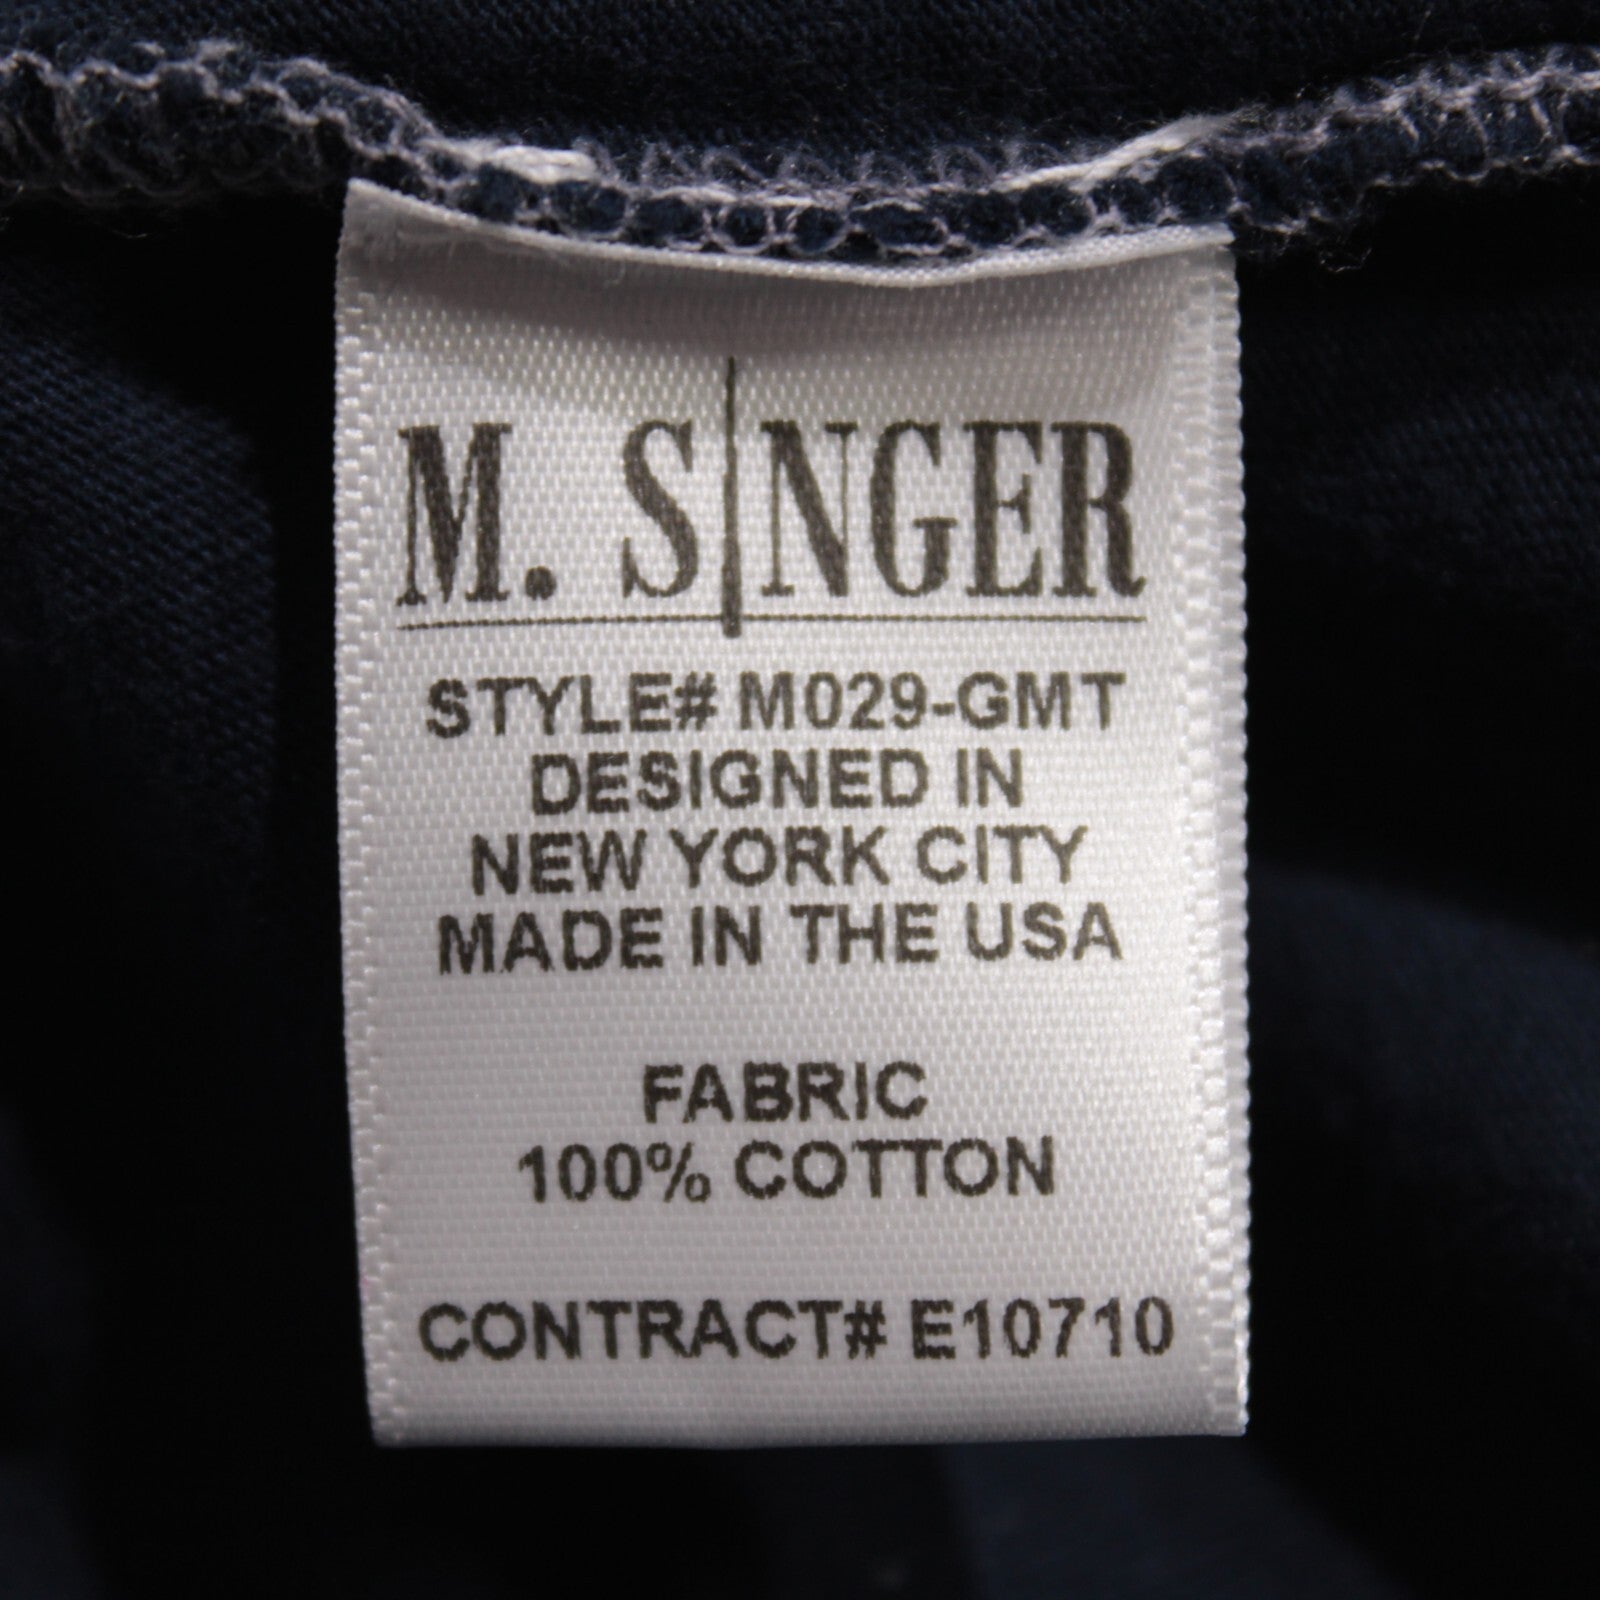 M. SINGER
STYLE# M029-GMT
DESIGNED IN
NEW YORK CITY
MADE IN THE USA
FABRIC
100% COTTON
CONTRACT# E10710